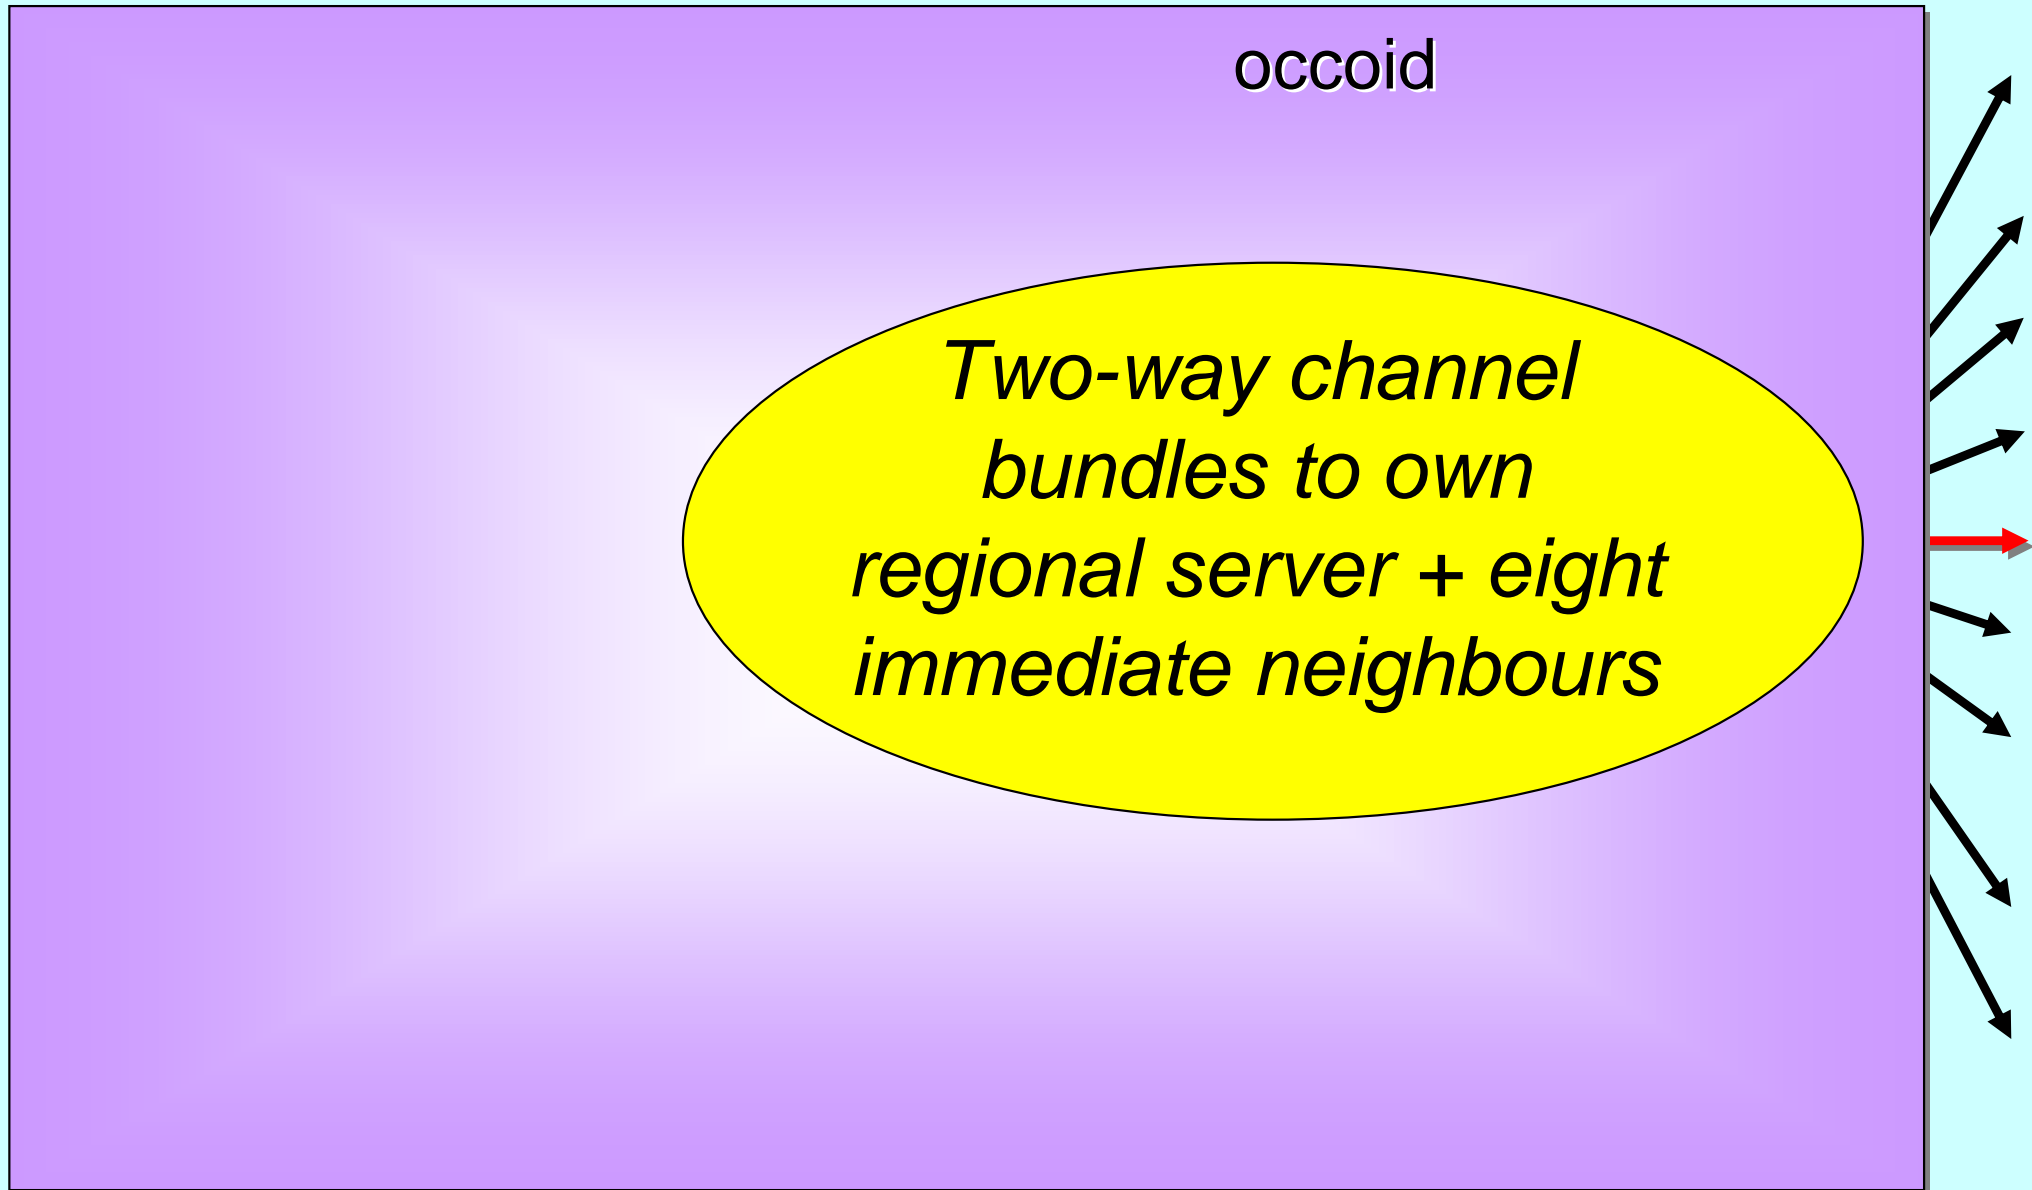 occoid
Two-way channel
bundles to own
regional server + eight
immediate neighbours